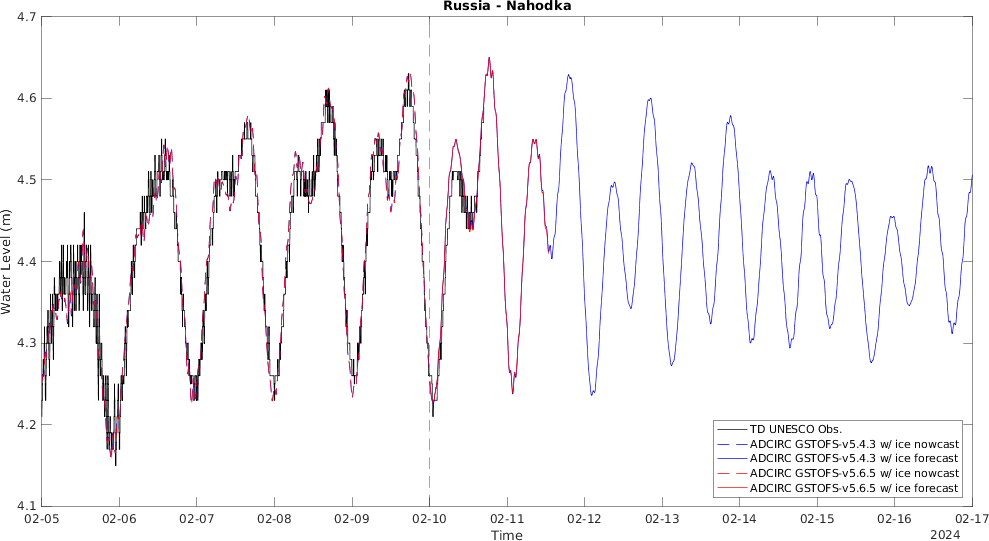 Russia - Nahodka
4.7
4.6
4.5
4.4
4.3
4.2
4.1
Water Level (m)
TD UNESCO Obs.
ADCIRC GSTOFS-v5.4.3 w/ ice nowcast
ADCIRC GSTOFS-v5.4.3 w/ ice forecast
ADCIRC GSTOFS-v5.6.5 w/ ice nowcast
ADCIRC GSTOFS-v5.6.5 w/ ice forecast
02-05 02-06 02-07 02-08 02-09 02-10 02-11 02-12 02-13 02-14 02-15 02-16 02-17
Time
2024